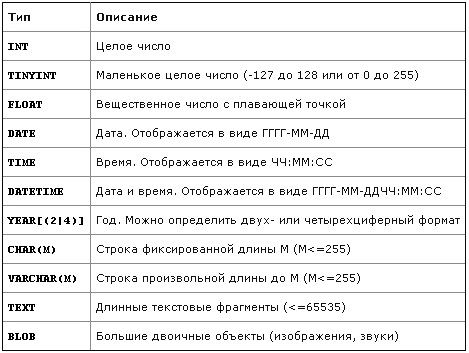 Тип Описание
INT Целое число
TINYINT Маленькое целое число (-127 до 128 или от 0 до 255)
FLOAT Вещественное число с плавающей точкой
DATE Дата. Отображается в виде ГГГГ-ММ-ДД
TIME Время. Отображается в виде ЧЧ:ММ:СС
DATETIME Дата и время. Отображается в виде ГГГГ-ММ-ДДЧЧ:ММ:СС
YEAR[(2|4)] Год. Можно определить двух- или четырехциферный формат
CHAR(M) Строка фиксированной длины M (M<=255)
VARCHAR(M) Строка произвольной длины до M (M<=255)
TEXT Длинные текстовые фрагменты (<=65535)
BLOB Большие двоичные объекты (изображения, звуки)